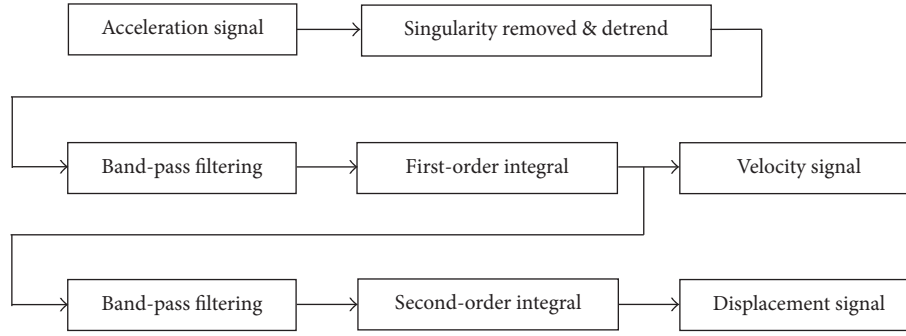 Acceleration signal
Singularity removed & detrend
Band-pass filtering
First-order integral
Velocity signal
Band-pass filtering
Second-order integral
Displacement signal